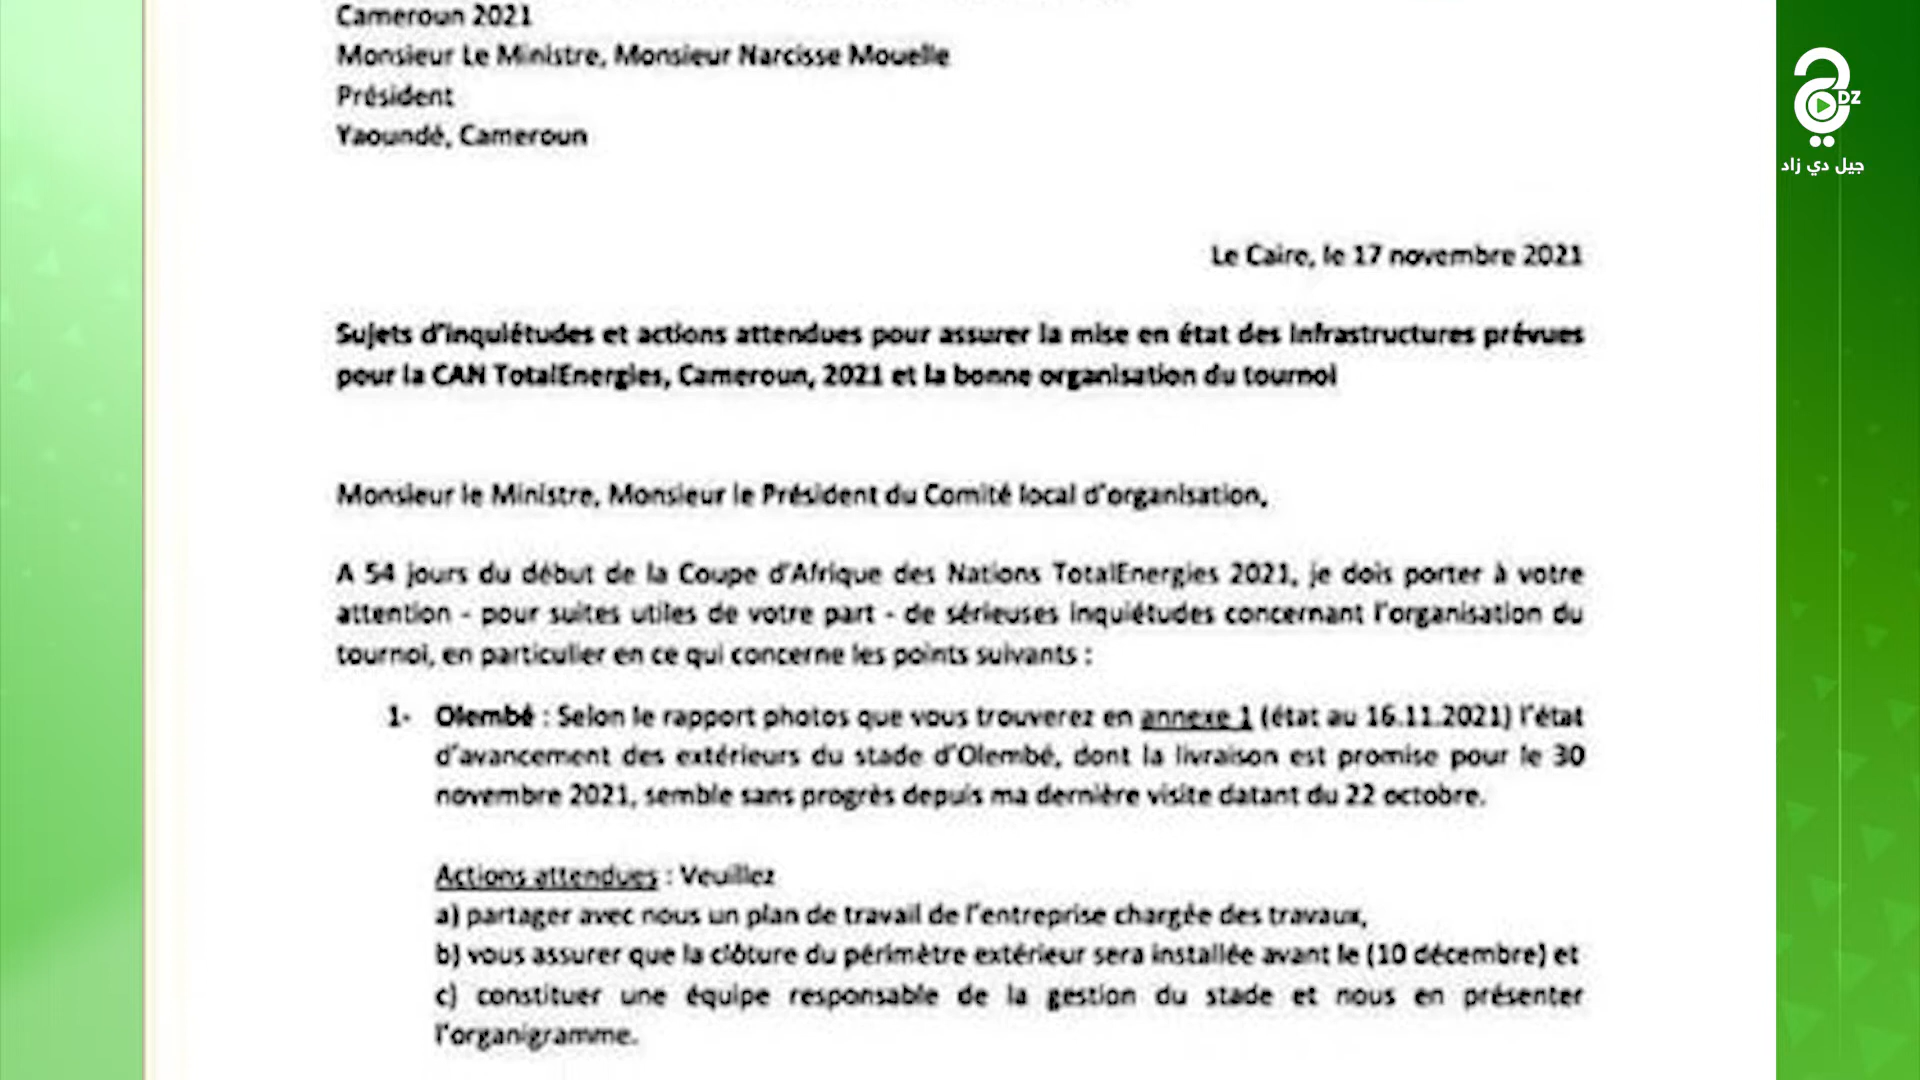 Cameroun 2021
Monsieur Le Ministre, Monsieur Narcisse Mouelle
Président
Yaoundé, Cameroun
Le Caire, le 17 novembre 2021
Sujets d'inquiétudes et actions attendues pour assurer la mise en état des infrastructures prévues
pour la CAN TotalEnergies, Cameroun, 2021 et la bonne organisation du tournoi
Monsieur le Ministre, Monsieur le Président du Comité local d'organisation,
A 54 jours du début de la Coupe d'Afrique des Nations TotalEnergies 2021, je dois porter à votre
attention - pour suites utiles de votre part - de sérieuses inquiétudes concernant l'organisation du
tournoi, en particulier en ce qui concerne les points suivants :
1- Olembé : Selon le rapport photos que vous trouverez en annexe 1 (état au 16.11.2021) l'état
d'avancement des extérieurs du stade d'Olembé, dont la livraison est promise pour le 30
novembre 2021, semble sans progrès depuis ma dernière visite datant du 22 octobre.
Actions attendues : Veuillez
a) partager avec nous un plan de travail de l'entreprise chargée des travaux,
b) vous assurer que la clôture du périmètre extérieur sera installée avant le (10 décembre) et
c) constituer une équipe responsable de la gestion du stade et nous en présenter
l'organigramme.
DZ
جيل دي زاد